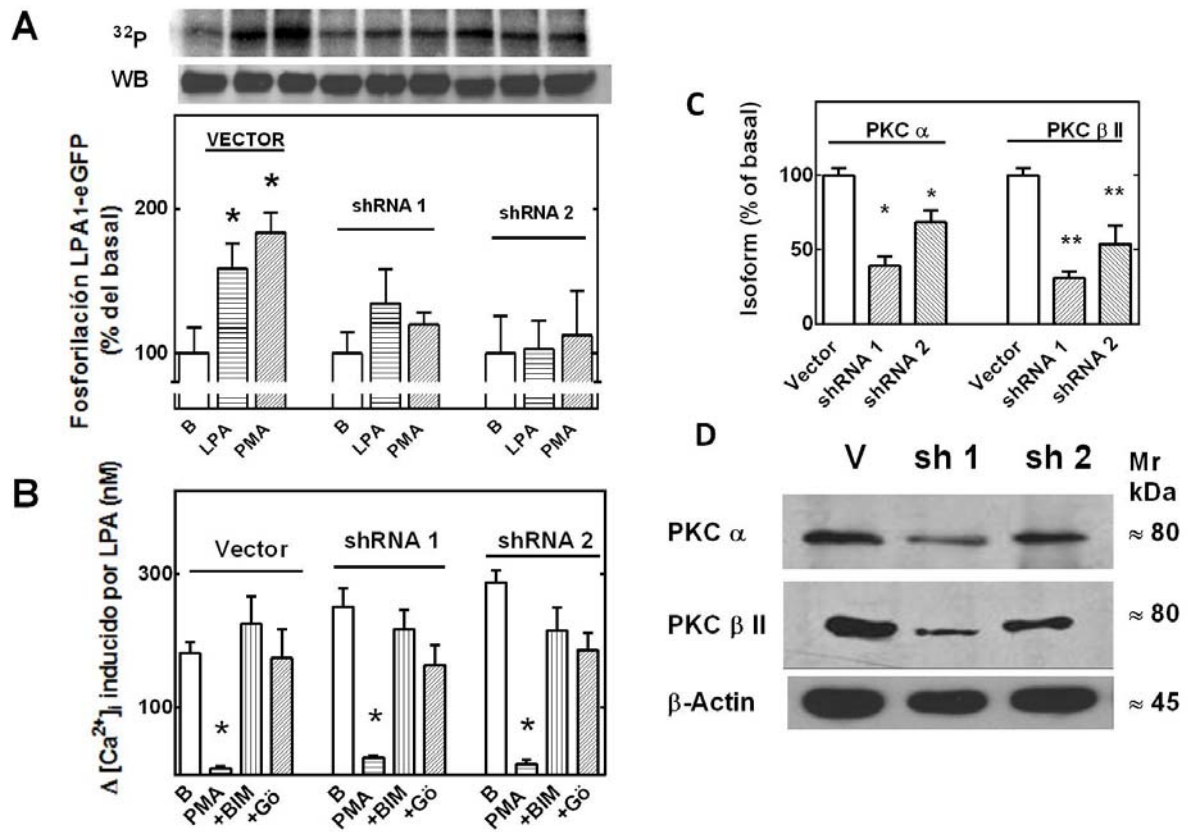 A
32P
WB
Fosforilación LPA1-eGFP
(% del basal)
200
100
VECTOR
*
*
shRNA 1
shRNA 2
B
LPA
PMA
B
LPA
PMA
B
LPA
PMA
B
Δ [Ca2+]i inducido por LPA (nM)
300
100
Vector
shRNA 1
shRNA 2
*
*
*
B
PMA
+BIM
+Gö
B
PMA
+BIM
+Gö
B
PMA
+BIM
+Gö
C
Isoform (% of basal)
100
50
0
PKC α
PKC β II
*
*
**
**
Vector
shRNA 1
shRNA 2
Vector
shRNA 1
shRNA 2
D
V sh 1 sh 2 Mr
kDa
PKC α ≈ 80
PKC β II ≈ 80
β-Actin ≈ 45